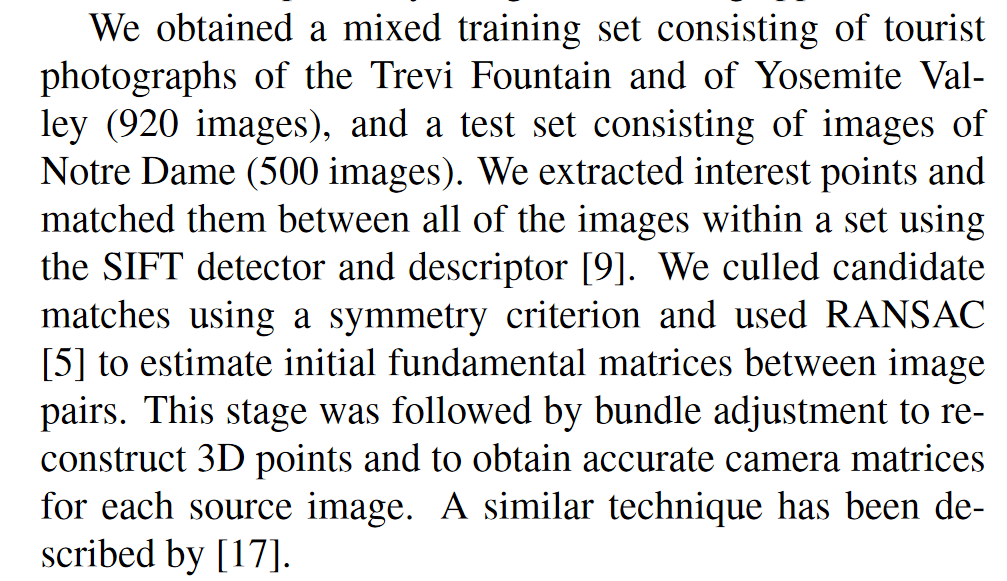 We obtained a mixed training set consisting of tourist
photographs of the Trevi Fountain and of Yosemite Val-
ley (920 images), and a test set consisting of images of
Notre Dame (500 images). We extracted interest points and
matched them between all of the images within a set using
the SIFT detector and descriptor [9]. We culled candidate
matches using a symmetry criterion and used RANSAC
[5] to estimate initial fundamental matrices between image
pairs. This stage was followed by bundle adjustment to re-
construct 3D points and to obtain accurate camera matrices
for each source image. A similar technique has been de-
scribed by [17].